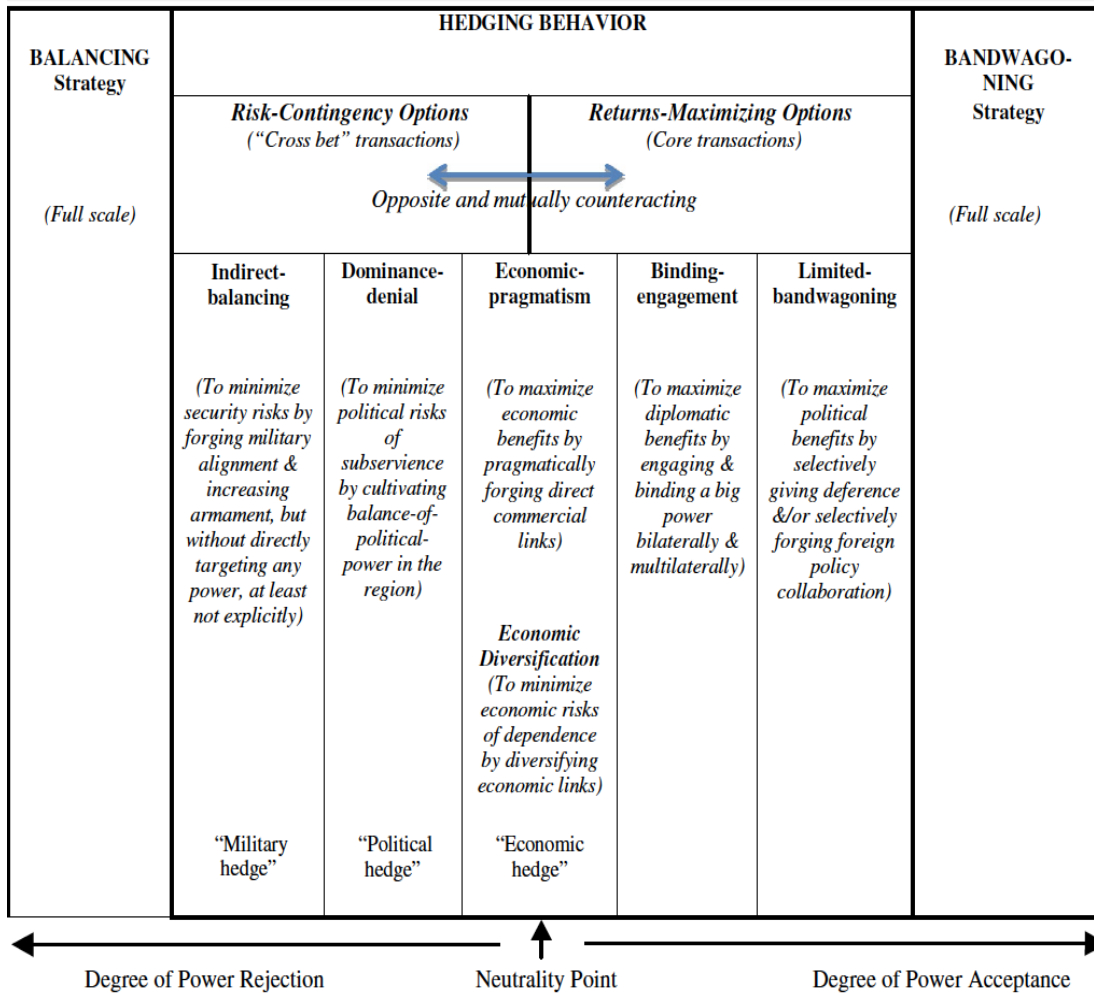 HEDGING BEHAVIOR
BALANCING
Strategy
(Full scale)
BANDWAGO-
NING
Strategy
(Full scale)
Risk-Contingency Options
(“Cross bet” transactions)
Returns-Maximizing Options
(Core transactions)
Opposite and mutually counteracting
Indirect-
balancing
(To minimize
security risks by
forging military
alignment &
increasing
armament, but
without directly
targeting any
power, at least
not explicitly)
“Military
hedge”
Dominance-
denial
(To minimize
political risks
of
subservience
by cultivating
balance-of-
political-
power in the
region)
“Political
hedge”
Economic-
pragmatism
(To maximize
economic
benefits by
pragmatically
forging direct
commercial
links)
Economic
Diversification
(To minimize
economic risks
of dependence
by diversifying
economic links)
“Economic
hedge”
Binding-
engagement
(To maximize
diplomatic
benefits by
engaging &
binding a big
power
bilaterally &
multilaterally)
Limited-
bandwagoning
(To maximize
political
benefits by
selectively
giving deference
&/or selectively
forging foreign
policy
collaboration)
Degree of Power Rejection
Neutrality Point
Degree of Power Acceptance